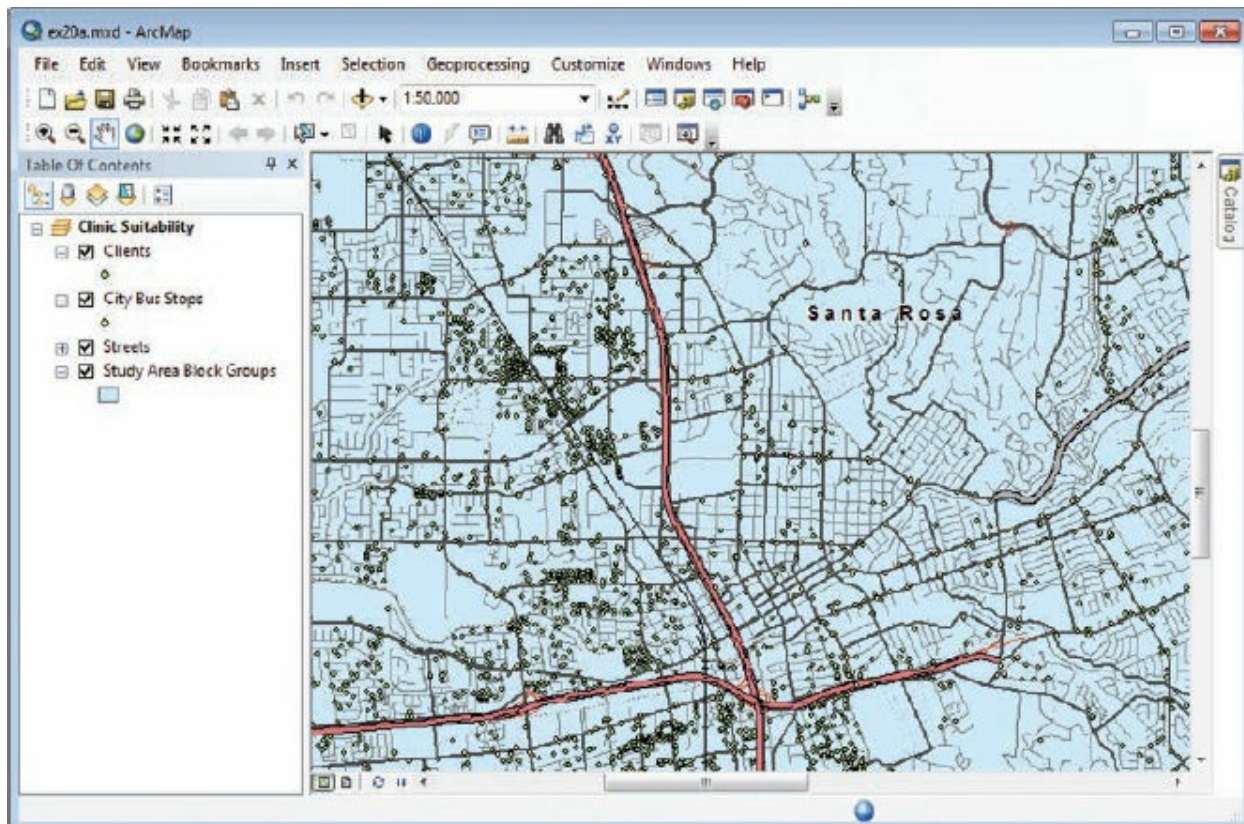 ex20a.mxd - ArcMap
File Edit View Bookmarks Insert Selection Geoprocessing Customize Windows Help
1:50,000
Table Of Contents
Clinic Suitability
Clients
City Bus Stops
Streets
Study Area Block Groups
Santa Rosa
Catalog